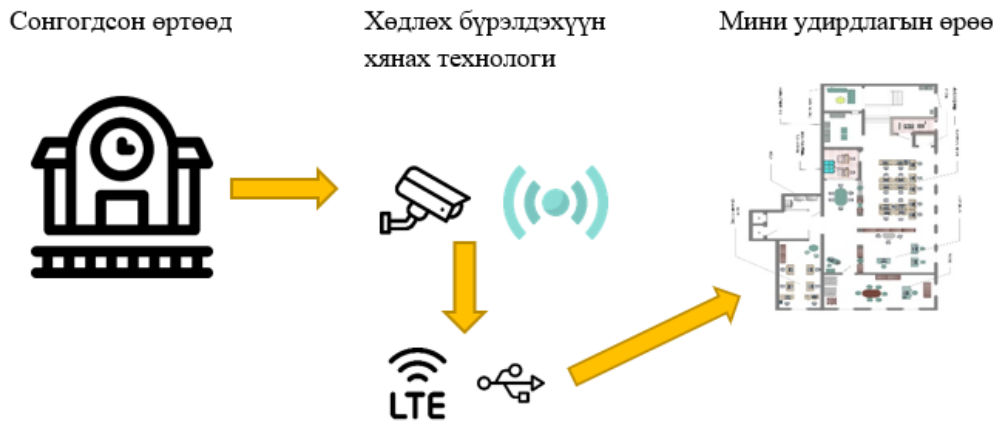 Сонгогдсон өртөөд
Хөдлөх бүрэлдэхүүн
хянах технологи
Мини удирдлагын өрөө
LTE